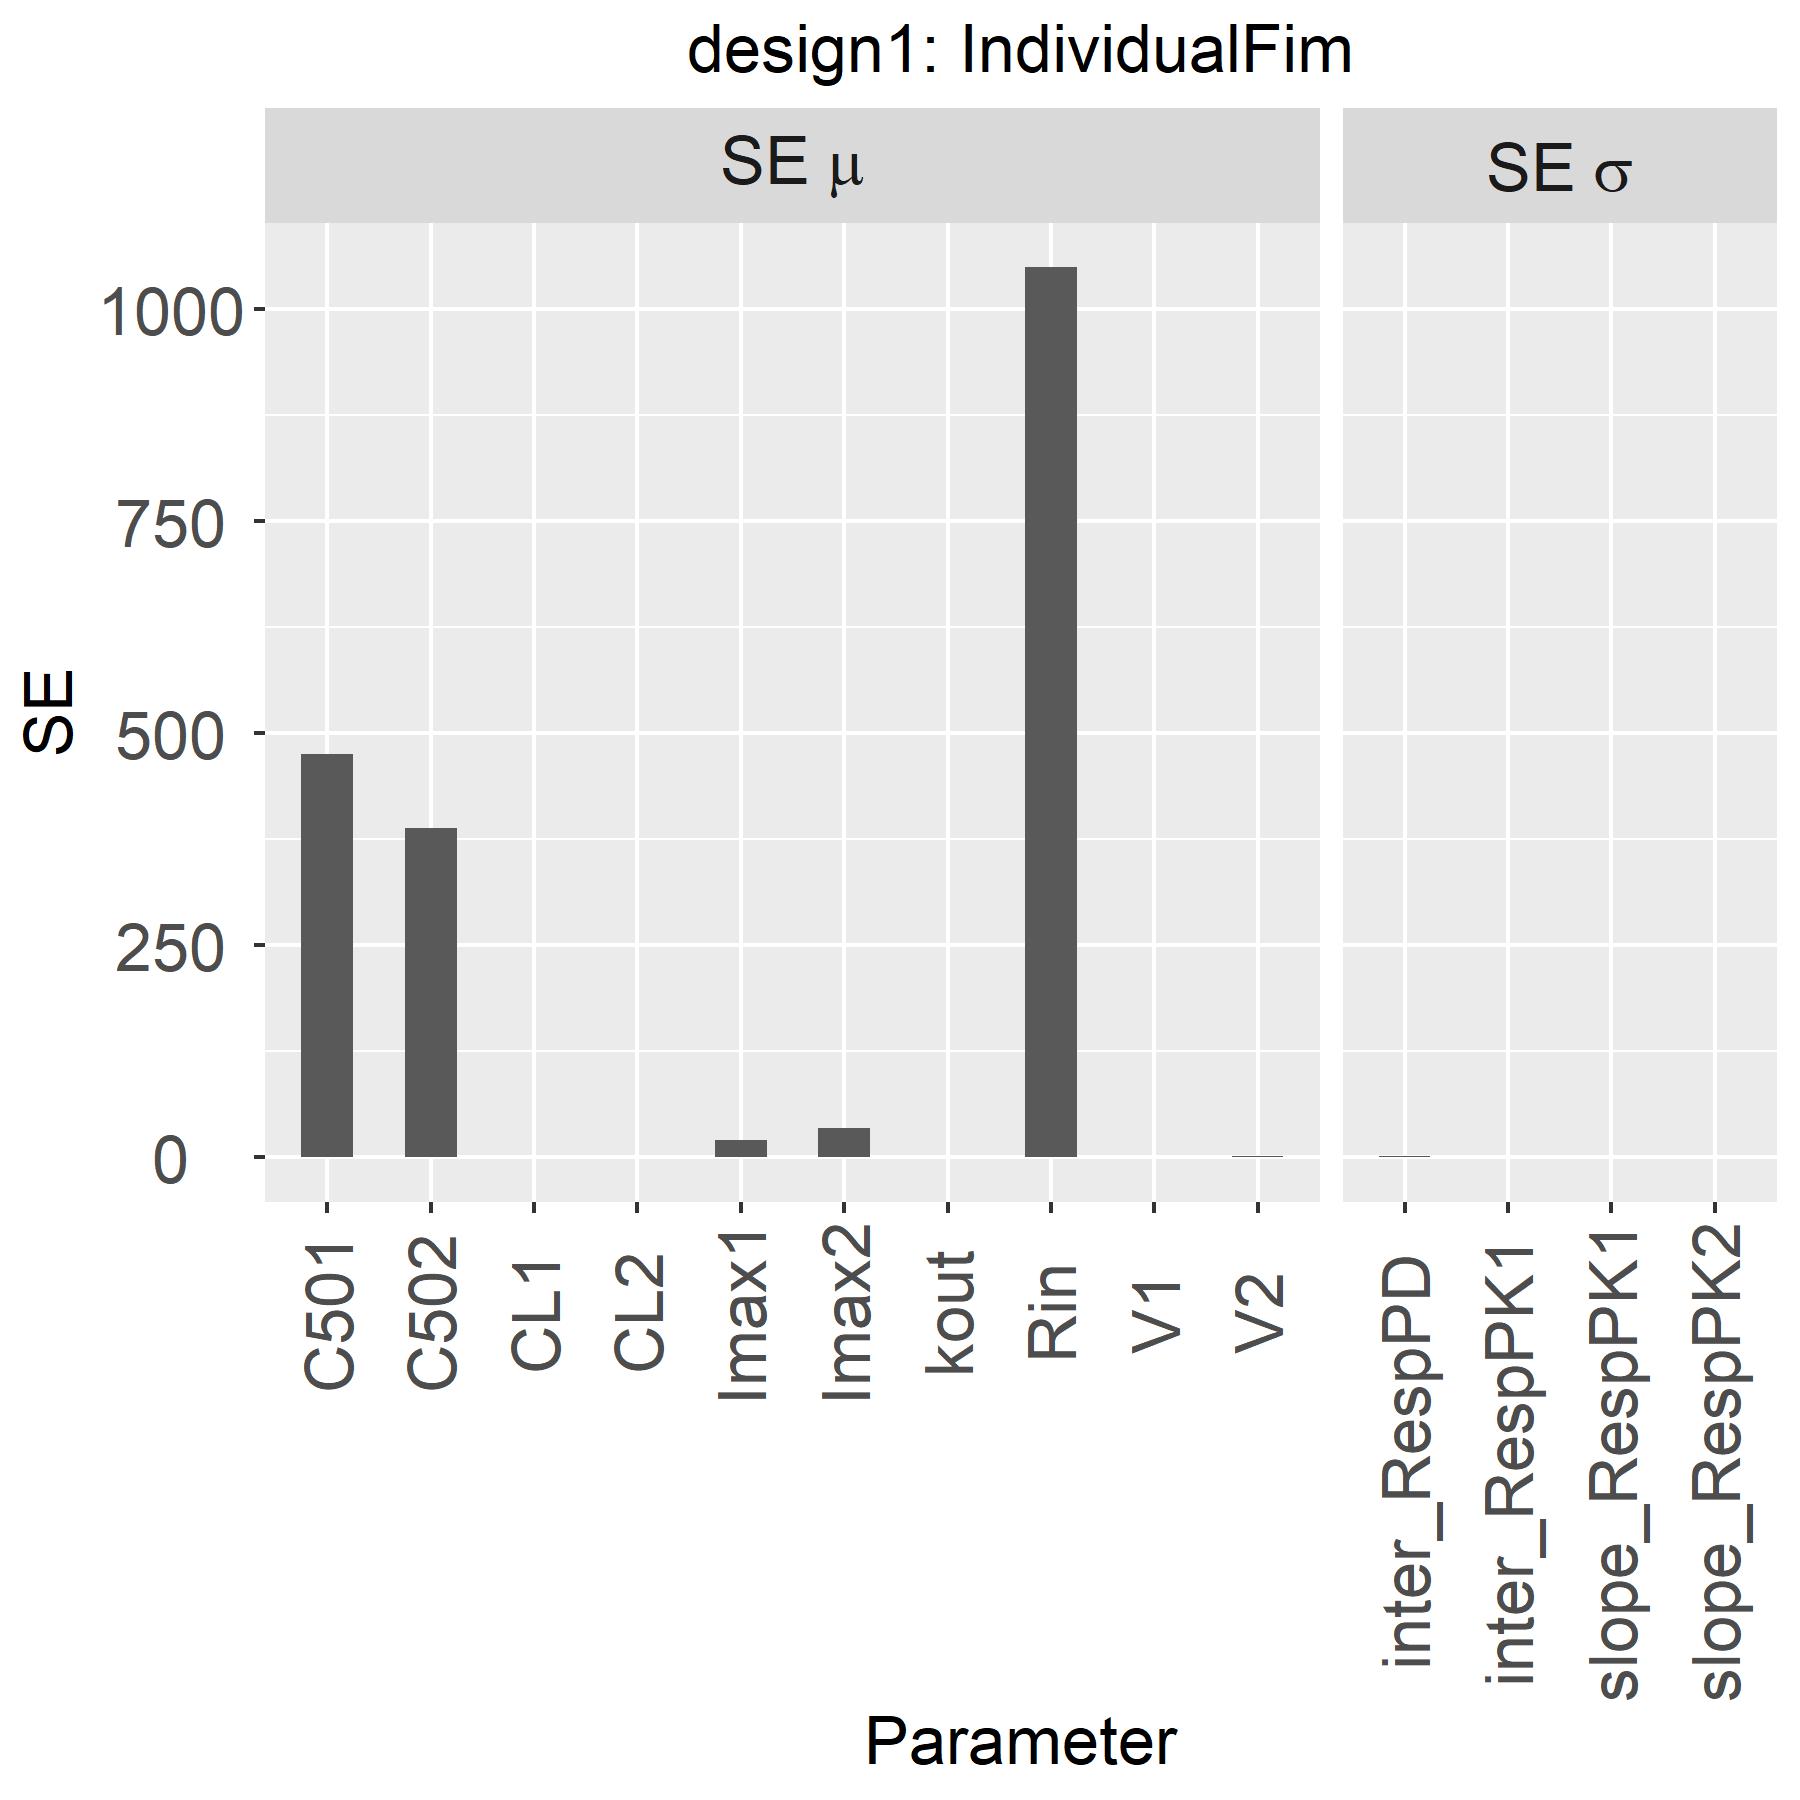 design1: IndividualFim
SE μ
SE σ
1000
750
500
250
0
SE
C501
C502
CL1
CL2
Imax1
Imax2
kout
Rin
V1
V2
inter_RespPD
inter_RespPK1
slope_RespPK1
slope_RespPK2
Parameter